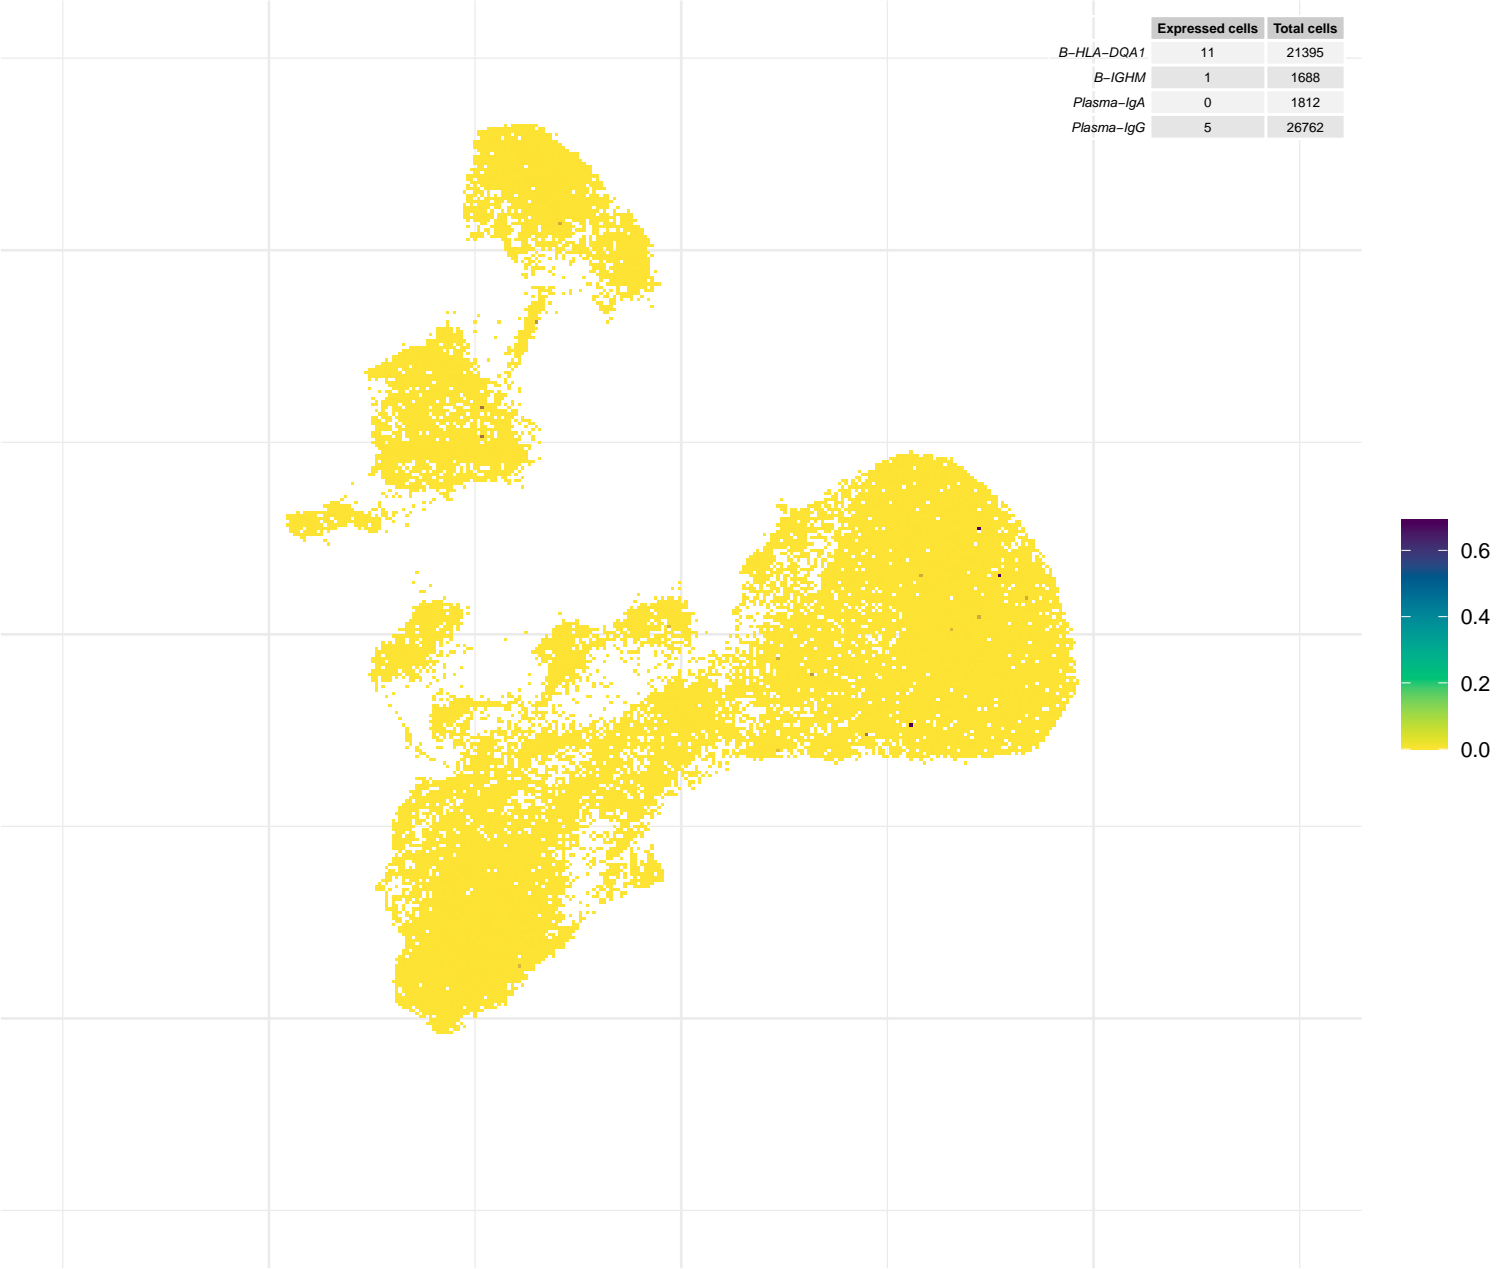 Expressed cells Total cells
B−HLA−DQA1 11 21395
B−IGHM 1 1688
Plasma−IgA 0 1812
Plasma−IgG 5 26762
0.6
0.4
0.2
0.0